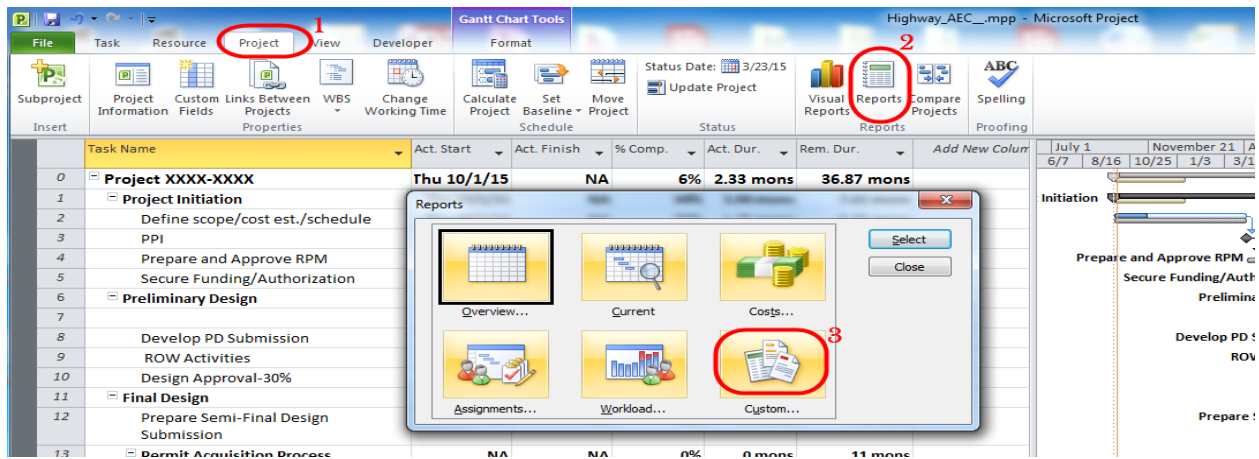 Gantt Chart Tools
Highway_AEC__.mpp - Microsoft Project
1
2
File Task Resource Project View Developer Format
Subproject
Project Information
Custom Fields
Links Between Projects
WBS
Change Working Time
Calculate Project
Set Baseline
Move Project
Status Date: 3/23/15
Update Project
Visual Reports
Reports
Compare Projects
ABC
Spelling
Insert Properties Schedule Status Reports Proofing
Task Name Act. Start Act. Finish % Comp. Act. Dur. Rem. Dur. Add New Colum
July 1 November 21
6/7 8/16 10/25 1/3 3/1
0 Project XXXX-XXXX Thu 10/1/15 NA 6% 2.33 mons 36.87 mons
1 Project Initiation
Initiation
2 Define scope/cost est./schedule
3 PPI
4 Prepare and Approve RPM
Prepare and Approve RPM
5 Secure Funding/Authorization
Secure Funding/Auth
6 Preliminary Design
Prelimina
7
8 Develop PD Submission
Develop PD S
9 ROW Activities
ROW
10 Design Approval-30%
11 Final Design
12 Prepare Semi-Final Design
Submission
Prepare S
13 Permit Acquisition Process NA NA 0% 0 mons 11 mons
Reports
Select
Close
Overview...
Current
Costs...
3
Assignments...
Workload...
Custom...